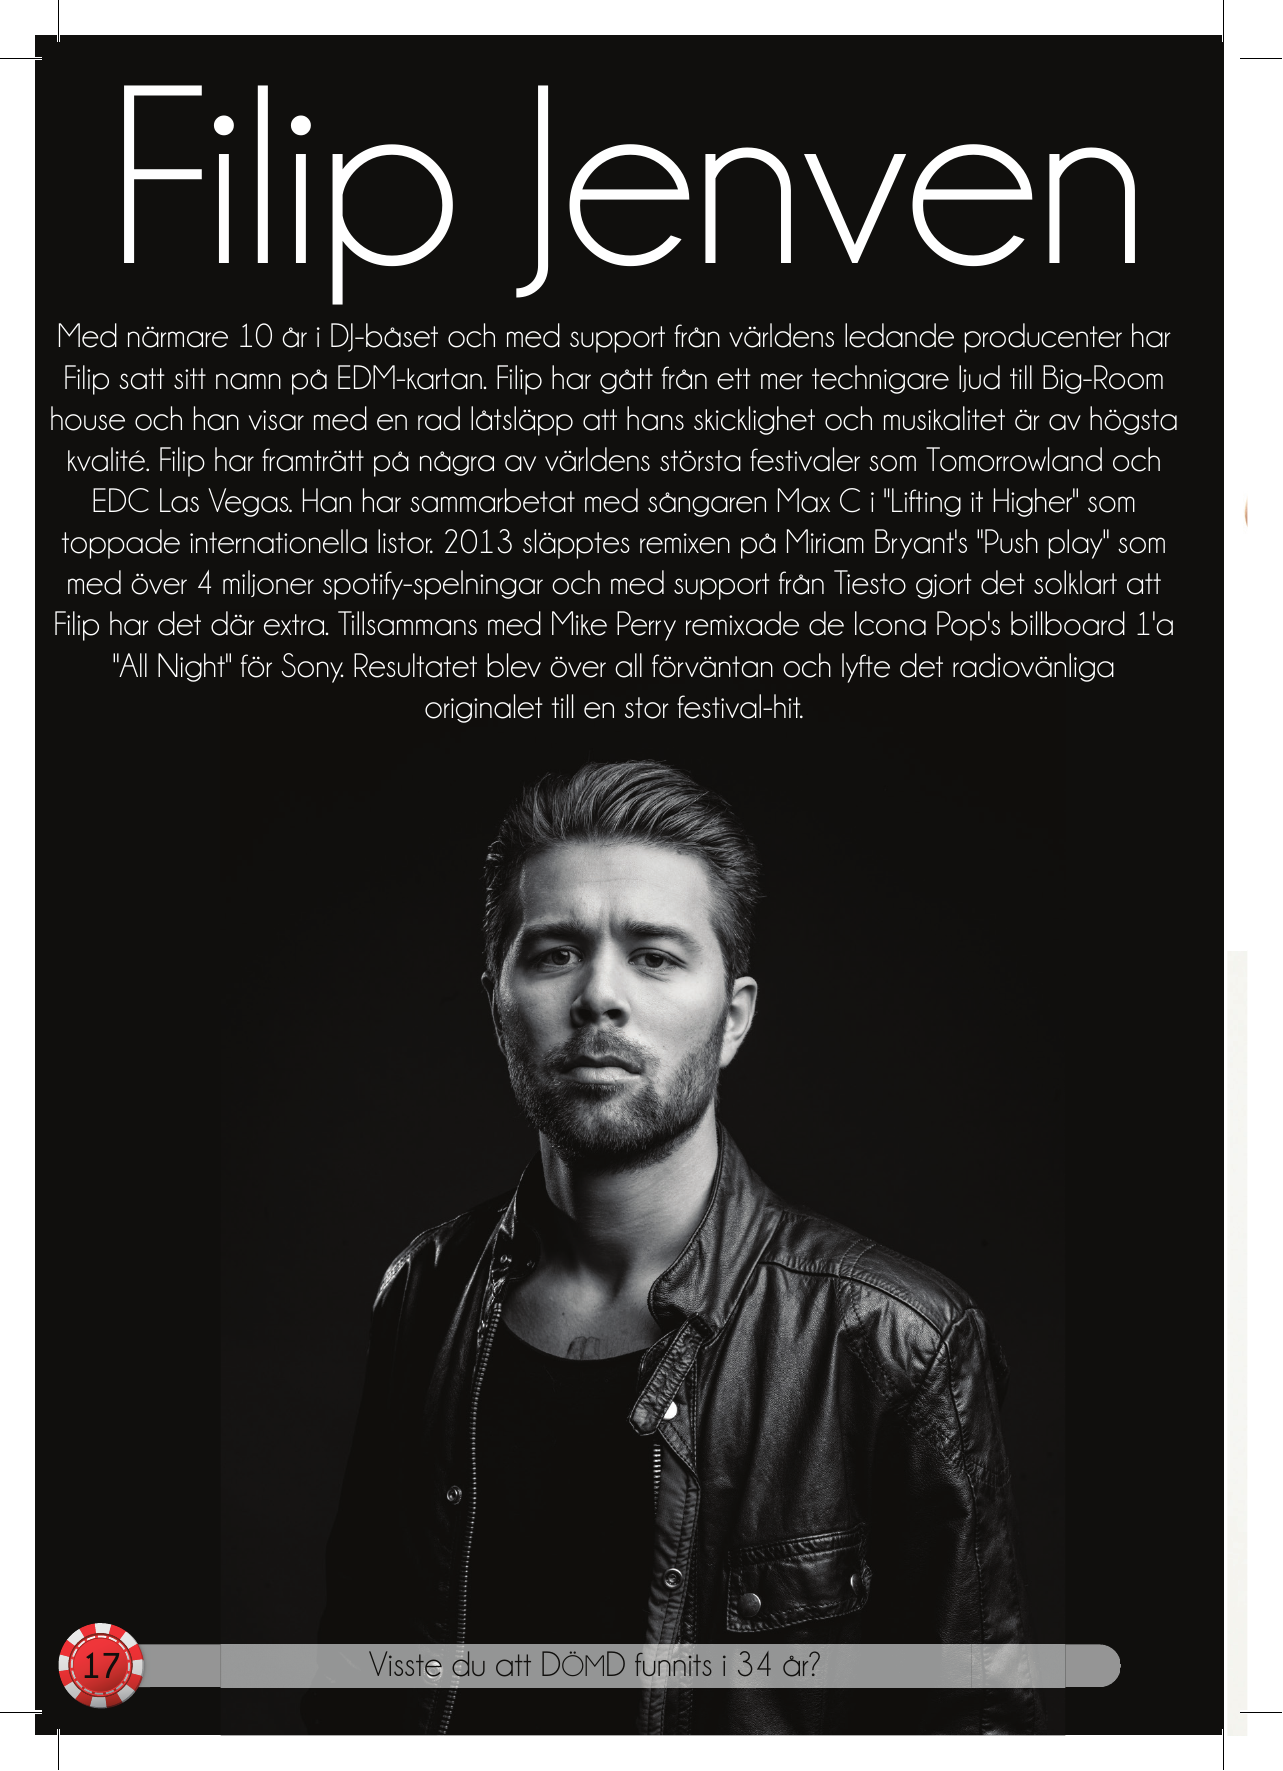 Filip Jenven
Med närmare 10 år i DJ-båset och med support från världens ledande producenter har
Filip satt sitt namn på EDM-kartan. Filip har gått från ett mer technigare ljud till Big-Room
house och han visar med en rad låtsläpp att hans skicklighet och musikalitet är av högsta
kvalité. Filip har framträtt på några av världens största festivaler som Tomorrowland och
EDC Las Vegas. Han har sammarbetat med sångaren Max C i "Lifting it Higher" som
toppade internationella listor. 2013 släpptes remixen på Miriam Bryant's "Push play" som
med över 4 miljoner spotify-spelningar och med support från Tiesto gjort det solklart att
Filip har det där extra. Tillsammans med Mike Perry remixade de Icona Pop's billboard 1'a
"All Night" för Sony. Resultatet blev över all förväntan och lyfte det radiovänliga
originalet till en stor festival-hit.
17 Visste du att DÖMD funnits i 34 år?